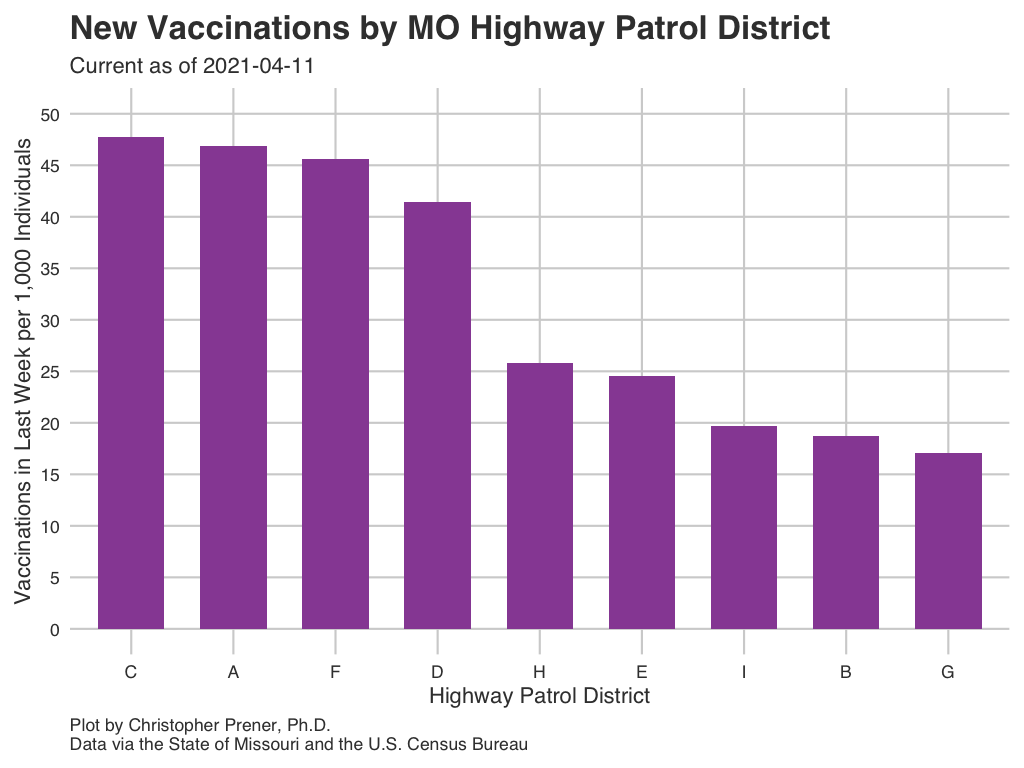 New Vaccinations by MO Highway Patrol District
Current as of 2021-04-11
Vaccinations in Last Week per 1,000 Individuals
50
45
40
35
30
25
20
15
10
5
0
C A F D H E I B G
Highway Patrol District
Plot by Christopher Prener, Ph.D.
Data via the State of Missouri and the U.S. Census Bureau